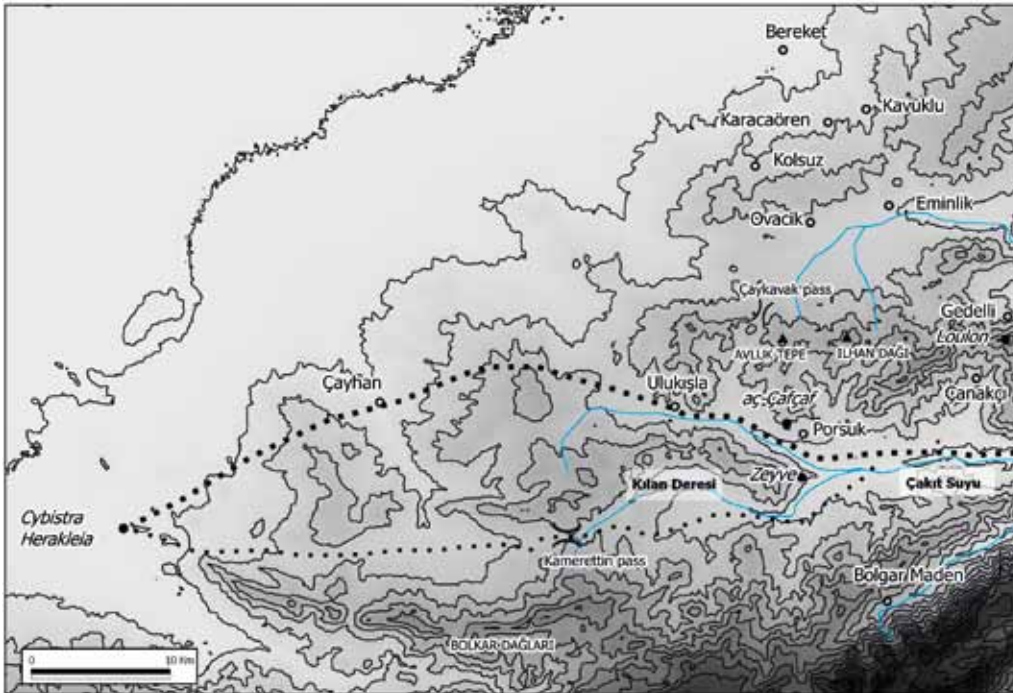 Bereket
Kavuklu
Karacaören
Kolsuz
Eminlik
Ovacik
Çaykavak pass
Gedelli
Loulon
AVLUK TEPE
ILHAN DAĞI
Çanakçı
Çayhan
Ulukışla
aç-Çafçaf
Porsuk
Zeyve
Kılan Deresi
Çakıt Suyu
Cybistra
Herakleia
Kamerettin pass
Bolgar Maden
BOLKAR DAĞLARI
0 10 Km